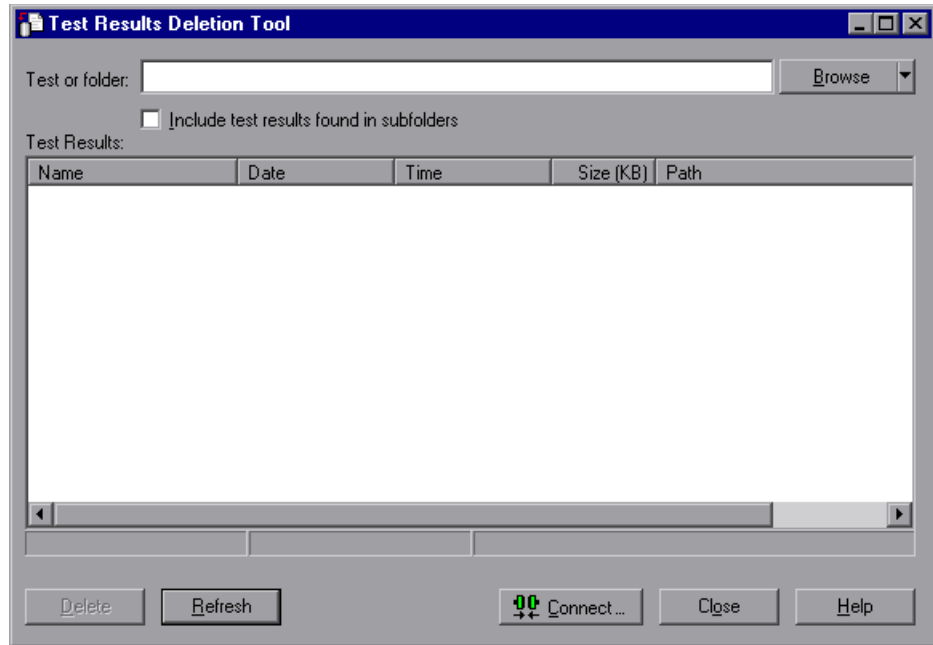 Test Results Deletion Tool
Test or folder:
Browse
Include test results found in subfolders
Test Results:
Name Date Time Size (KB) Path
Delete Refresh Connect... Close Help